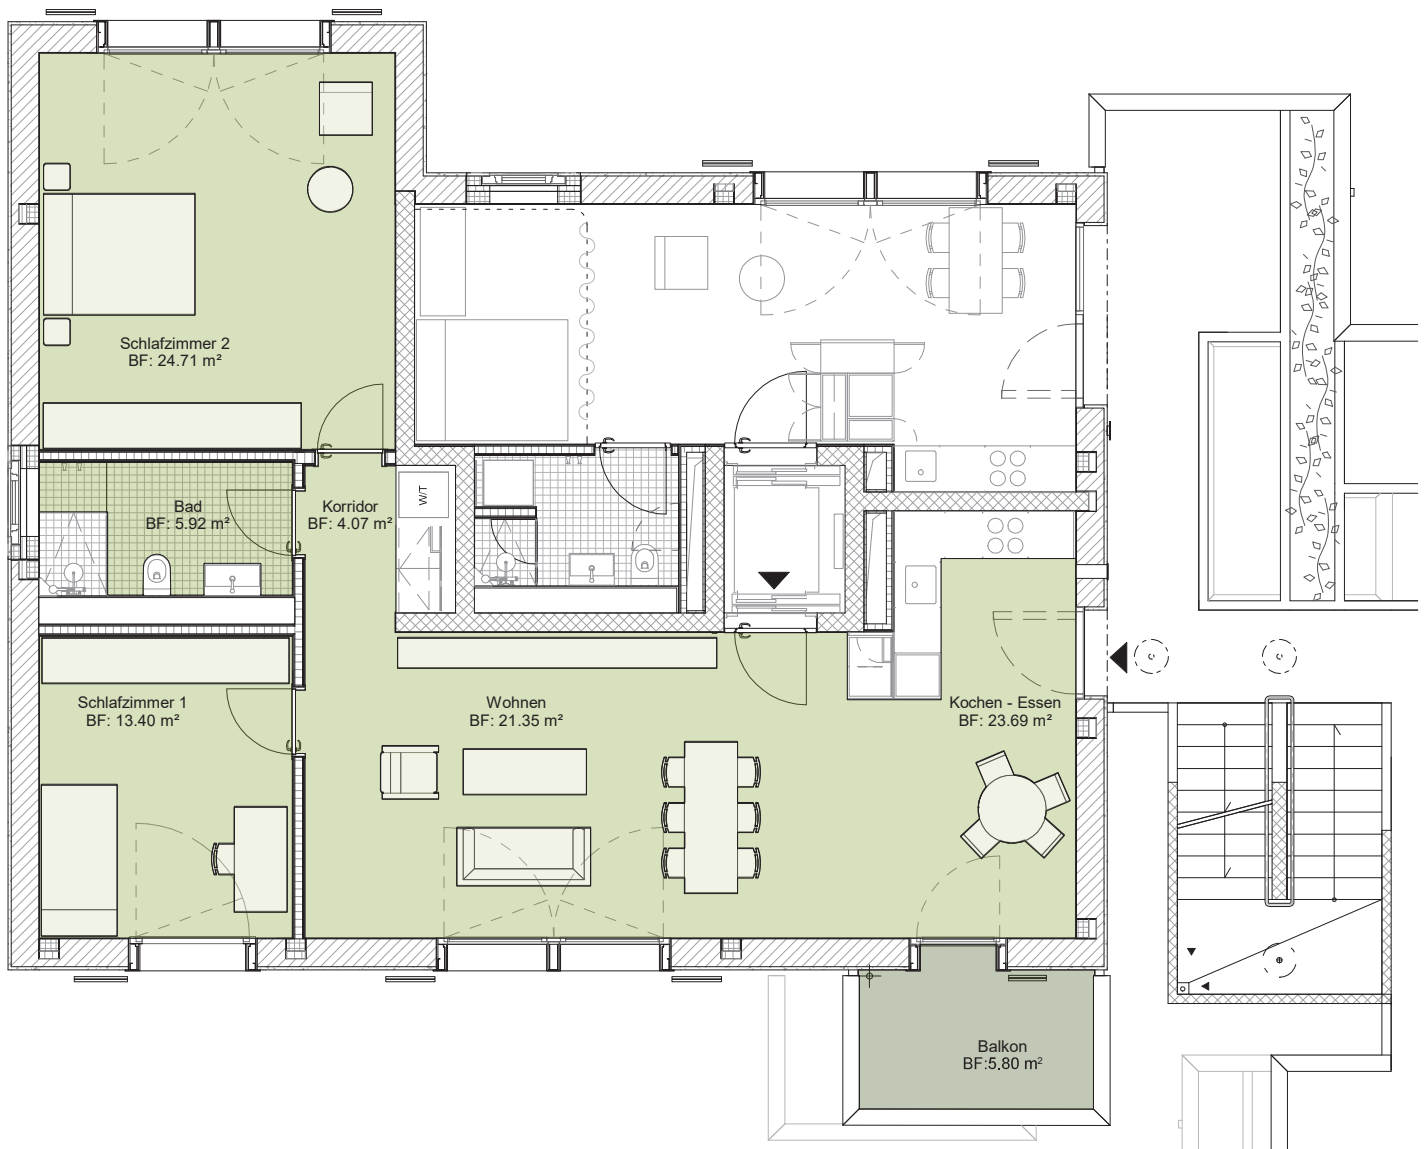 Schlafzimmer 2
BF: 24.71 m²
Bad
BF: 5.92 m²
Korridor
BF: 4.07 m²
W/T
Schlafzimmer 1
BF: 13.40 m²
Wohnen
BF: 21.35 m²
Kochen - Essen
BF: 23.69 m²
C
C
Balkon
BF:5.80 m²